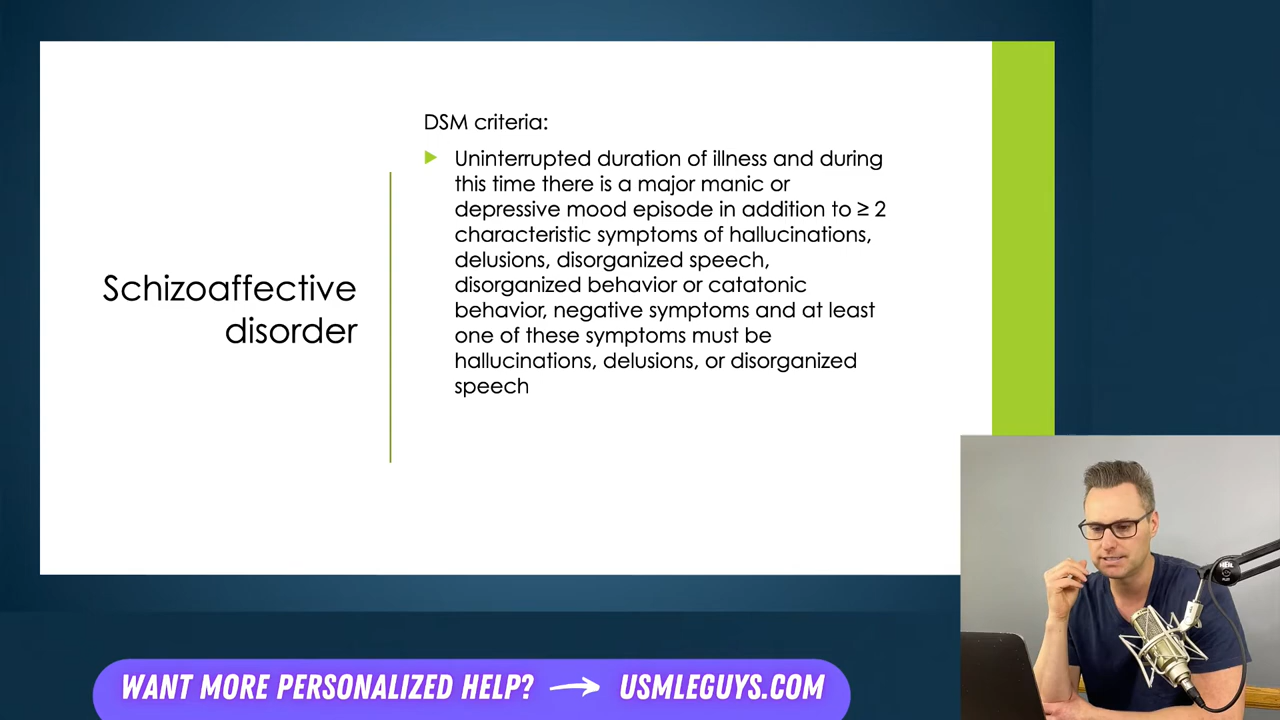 DSM criteria:
Uninterrupted duration of illness and during
this time there is a major manic or
depressive mood episode in addition to ≥ 2
characteristic symptoms of hallucinations,
delusions, disorganized speech,
disorganized behavior or catatonic
behavior, negative symptoms and at least
one of these symptoms must be
hallucinations, delusions, or disorganized
speech
Schizoaffective
disorder
HEIL
WANT MORE PERSONALIZED HELP? → USMLEGUYS.COM